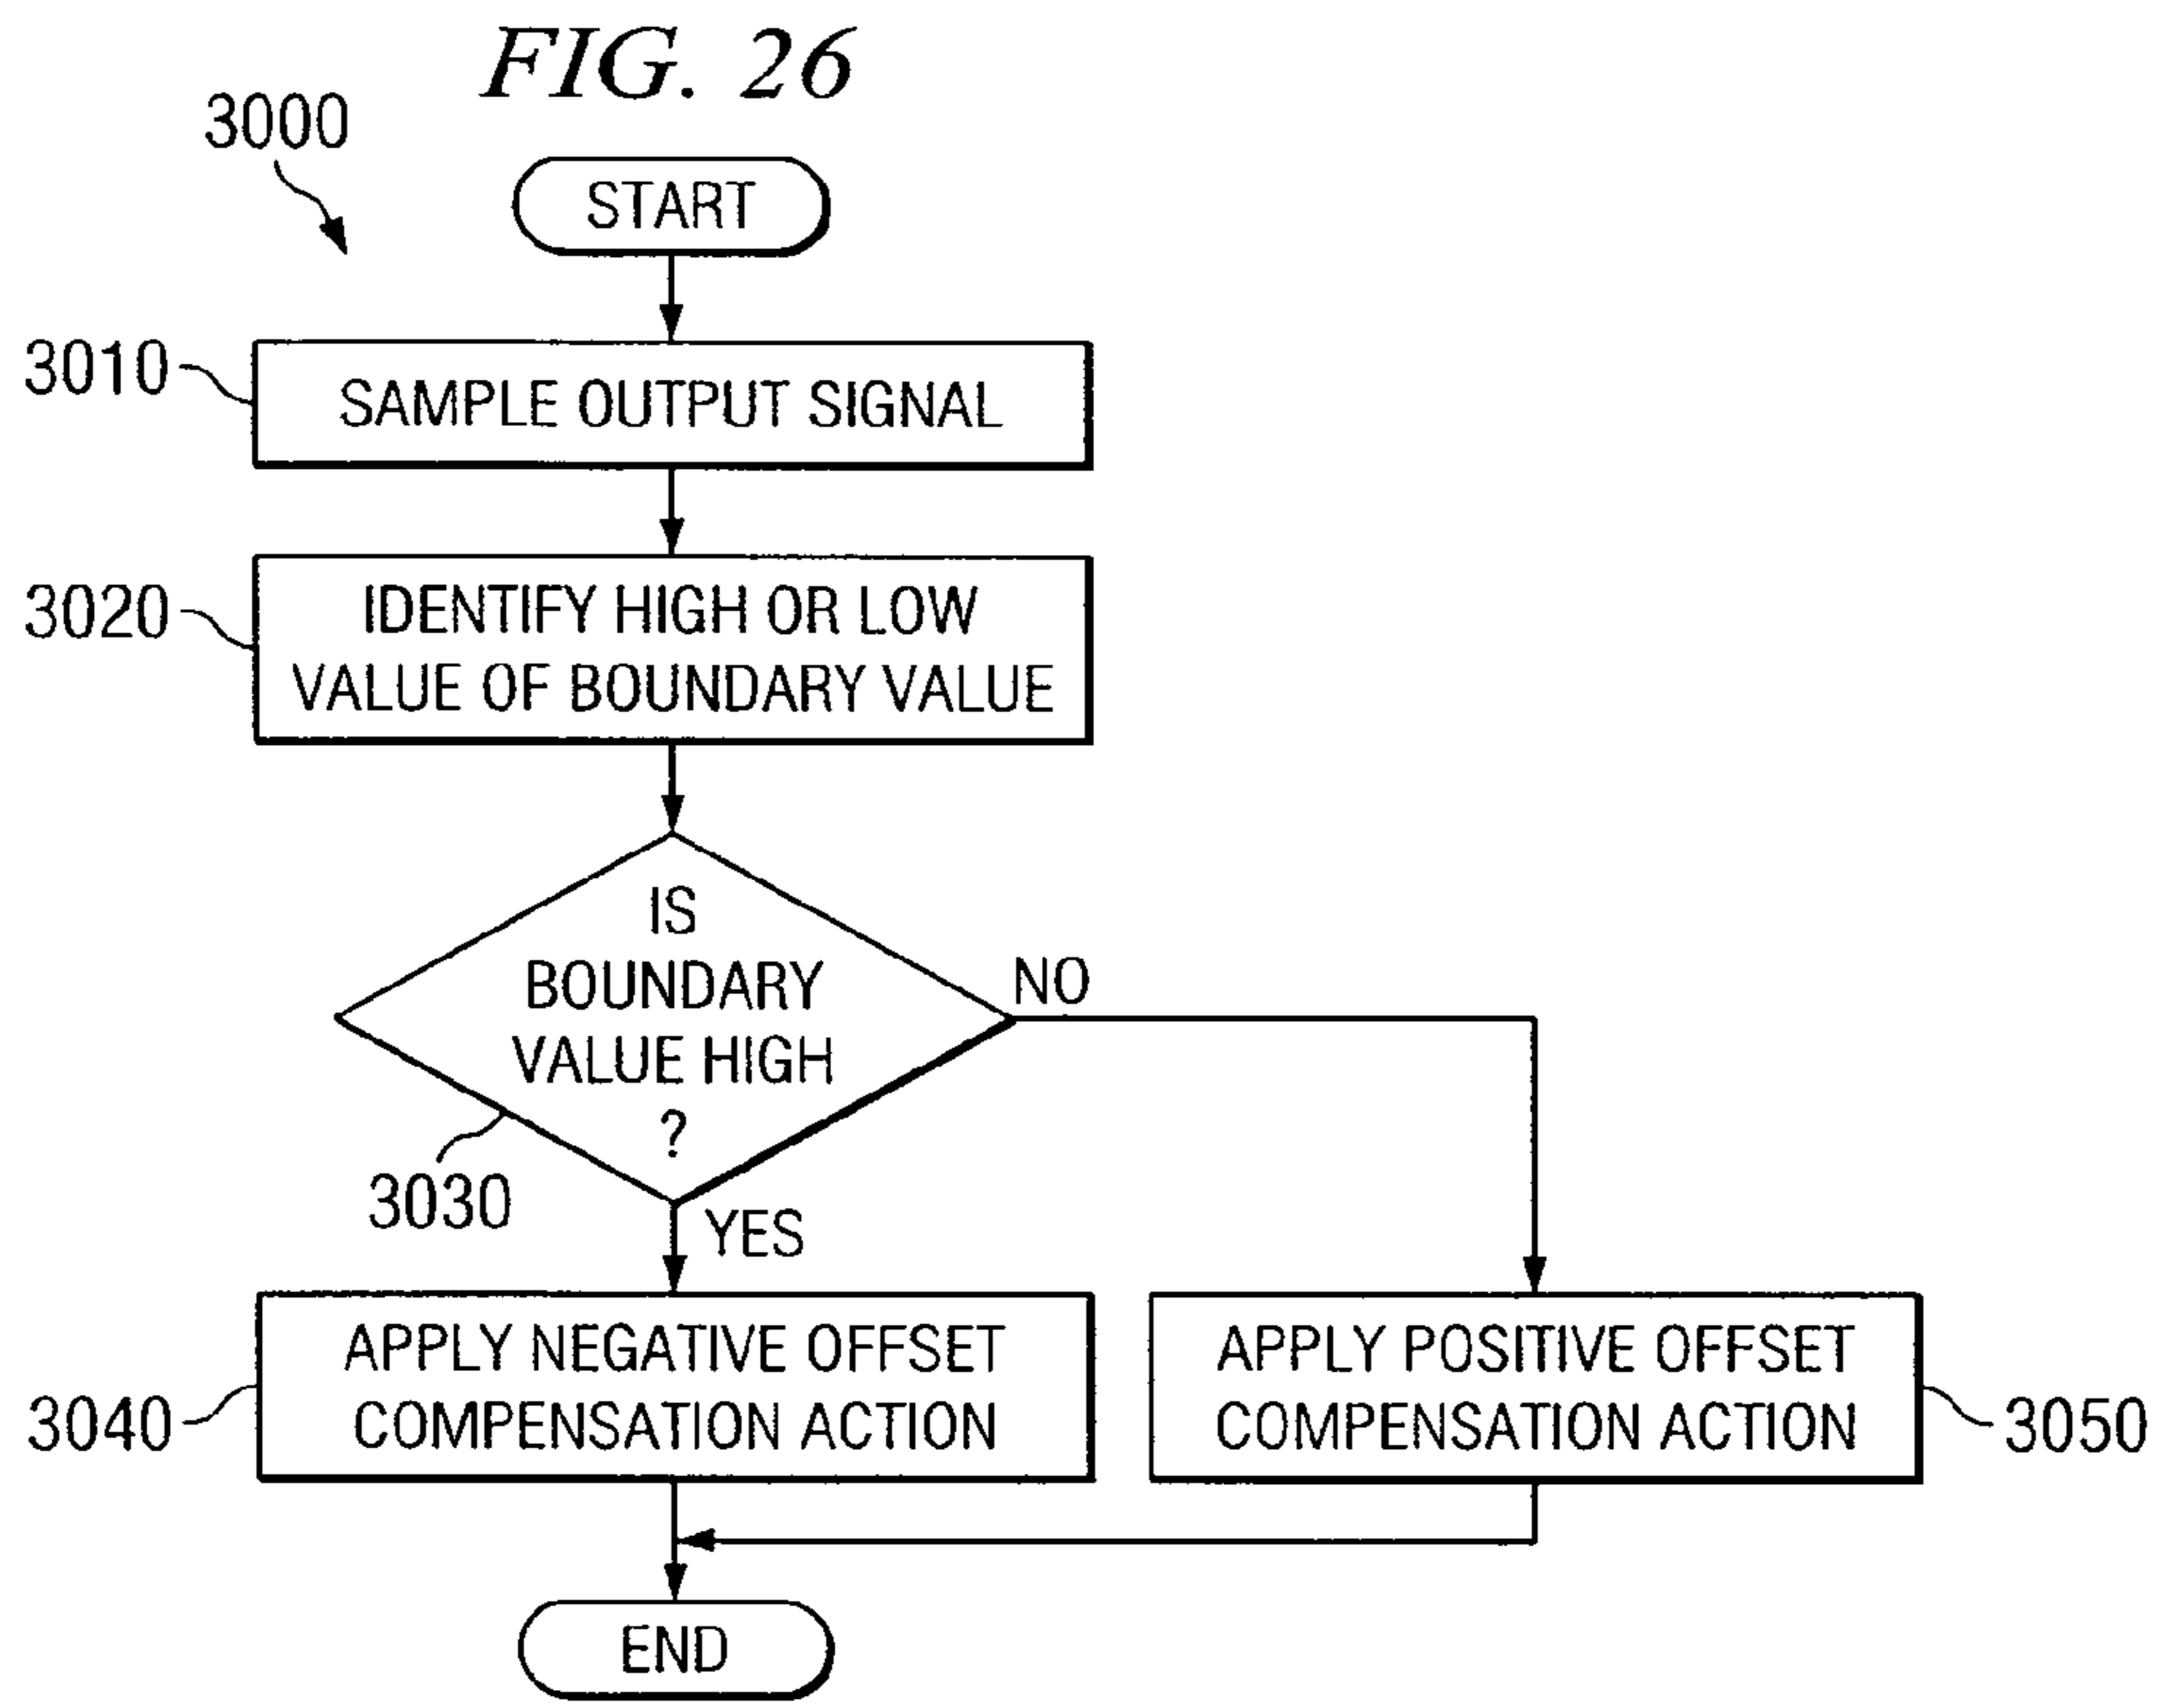 FIG. 26
3000
START
3010
SAMPLE OUTPUT SIGNAL
3020
IDENTIFY HIGH OR LOW
VALUE OF BOUNDARY VALUE
IS
BOUNDARY
VALUE HIGH
?
NO
3030
YES
APPLY NEGATIVE OFFSET
COMPENSATION ACTION
3040
APPLY POSITIVE OFFSET
COMPENSATION ACTION
3050
END